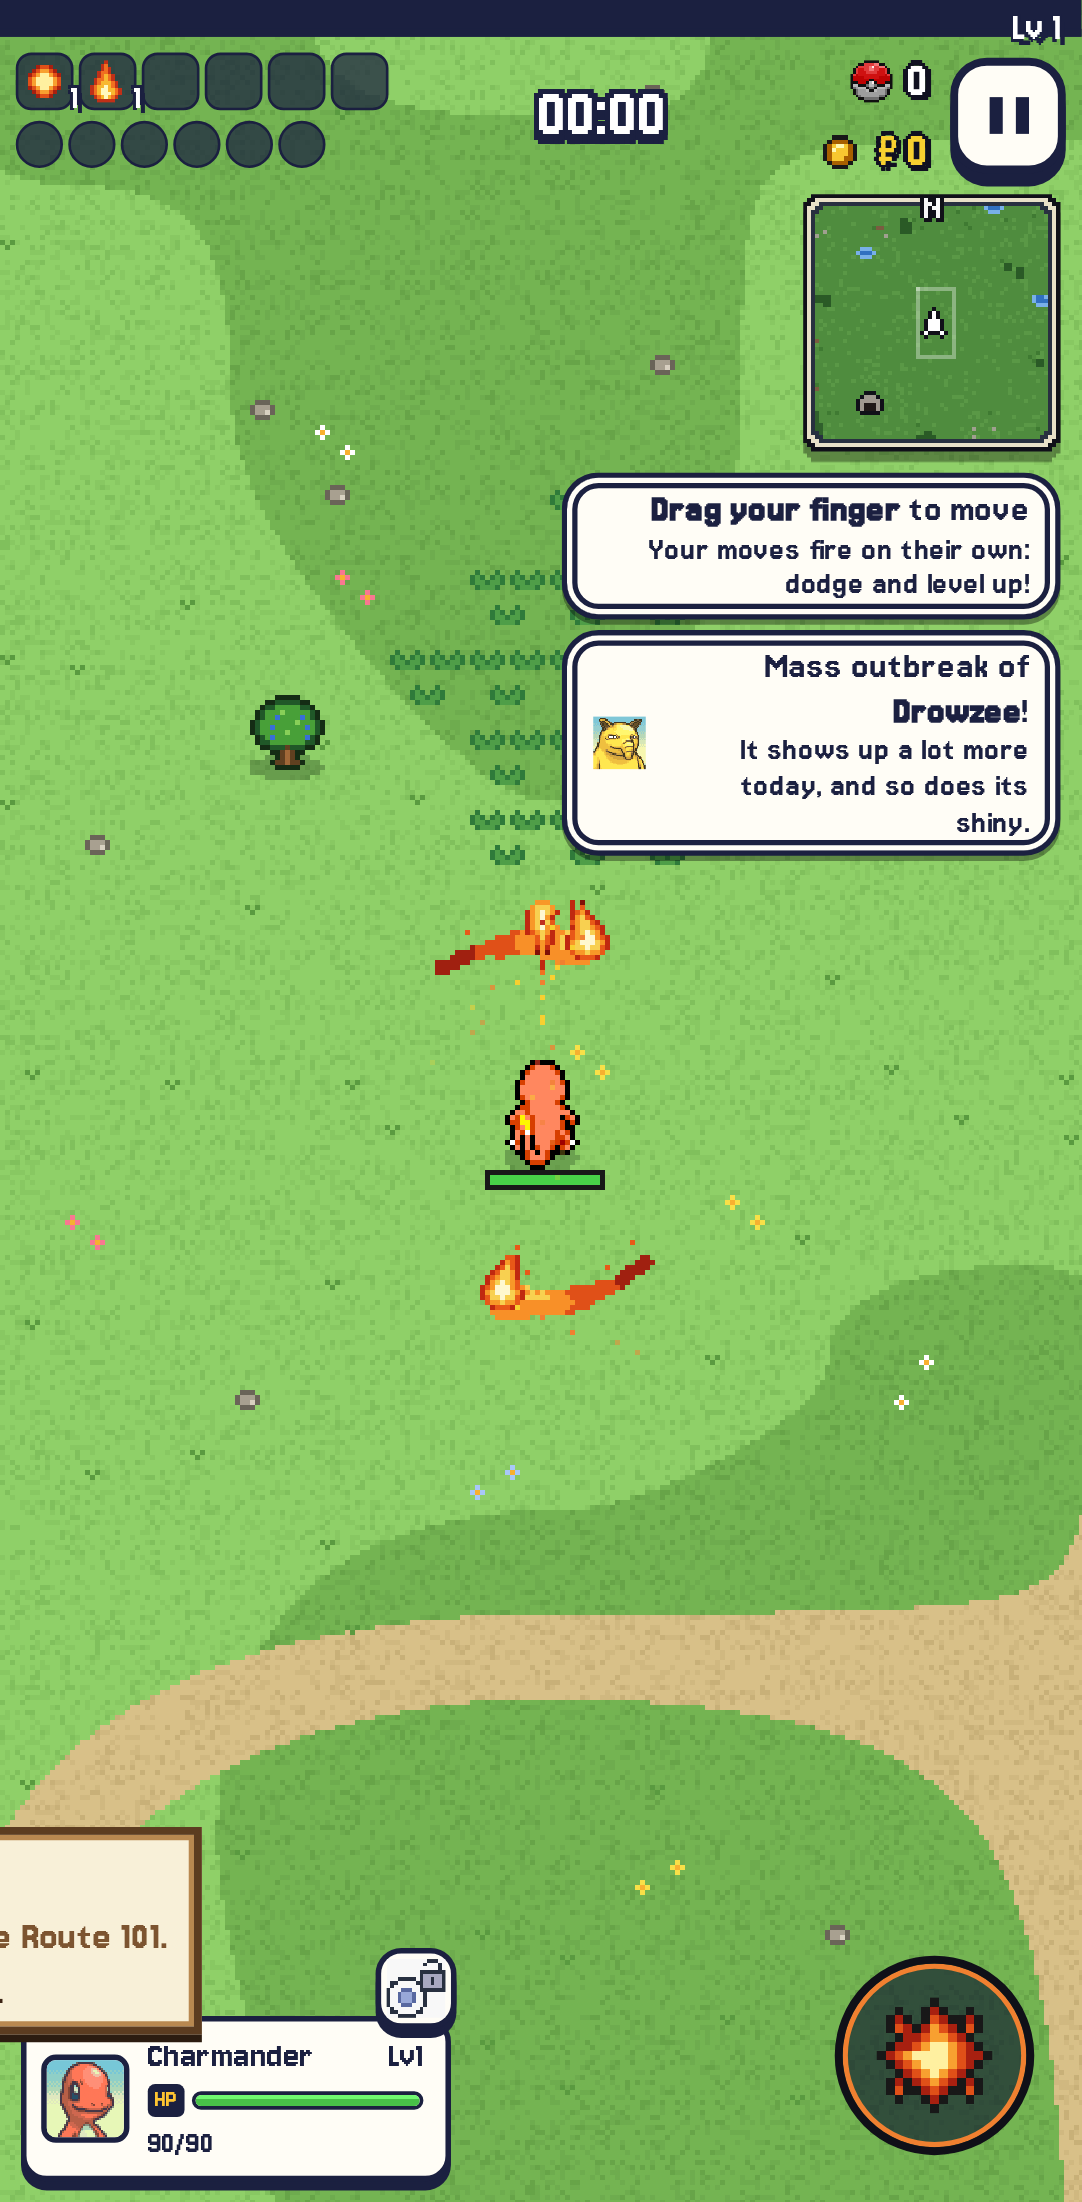 Lv 1
1 1
00:00
0
₽0
N
Drag your finger to move
Your moves fire on their own:
dodge and level up!
Mass outbreak of
Drowzee!
It shows up a lot more
today, and so does its
shiny.
Route 101.
Charmander Lv1
HP
90/90